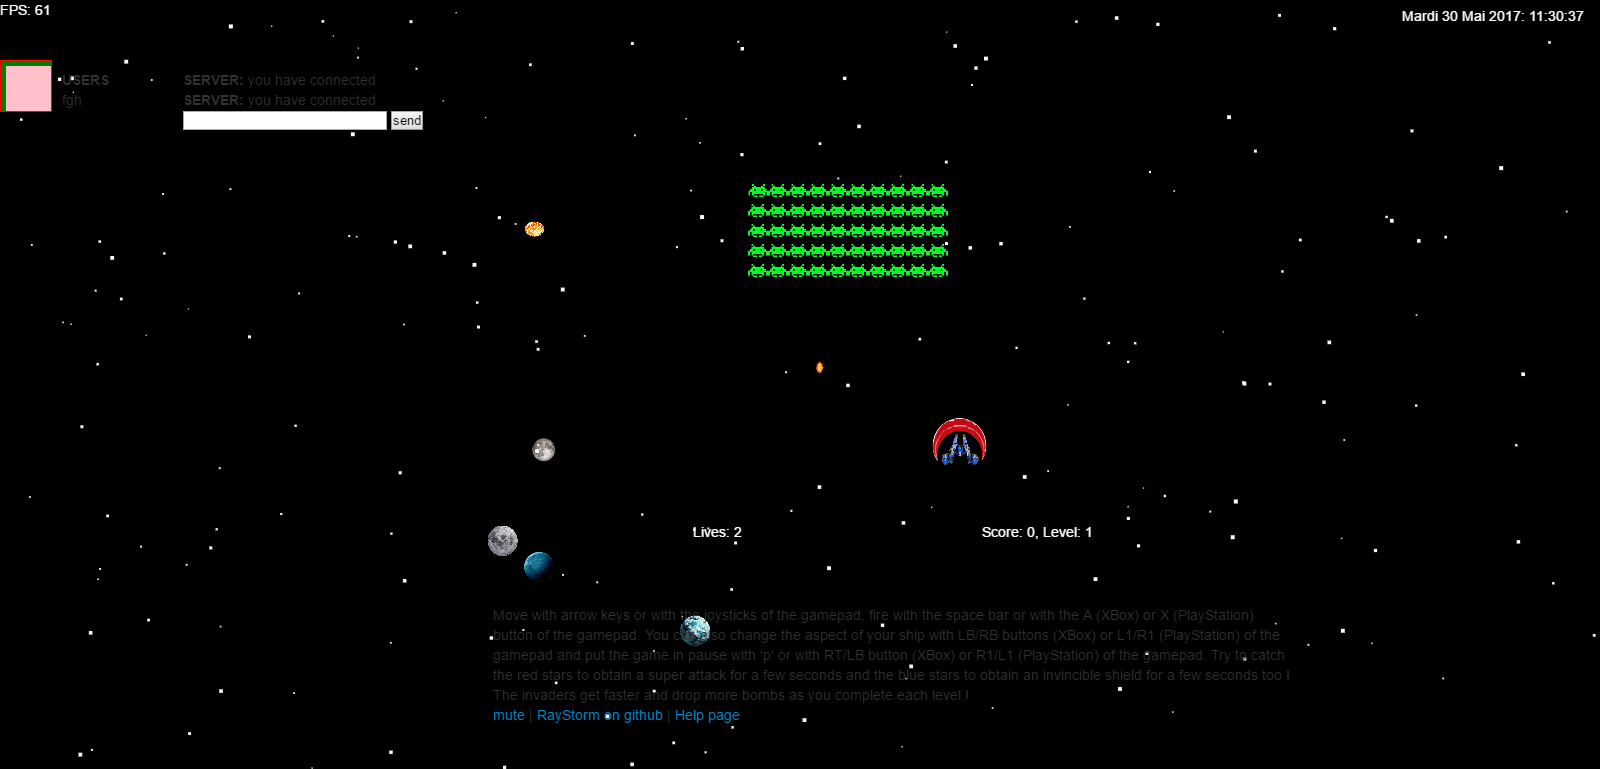 FPS: 61
Mardi 30 Mai 2017: 11:30:37
USERS
fgh
SERVER: you have connected
SERVER: you have connected
send
Lives: 2
Score: 0, Level: 1
Move with arrow keys or with the joysticks of the gamepad, fire with the space bar or with the A (XBox) or X (PlayStation)
button of the gamepad. You so change the aspect of your ship with LB/RB buttons (XBox) or L1/R1 (PlayStation) of the
gamepad and put the game in pause with 'p' or with RT/LB button (XBox) or R1/L1 (PlayStation) of the gamepad. Try to catch
the red stars to obtain a super attack for a few seconds and the blue stars to obtain an invincible shield for a few seconds too !
The invaders get faster and drop more bombs as you complete each level !
mute | RayStorm on github | Help page